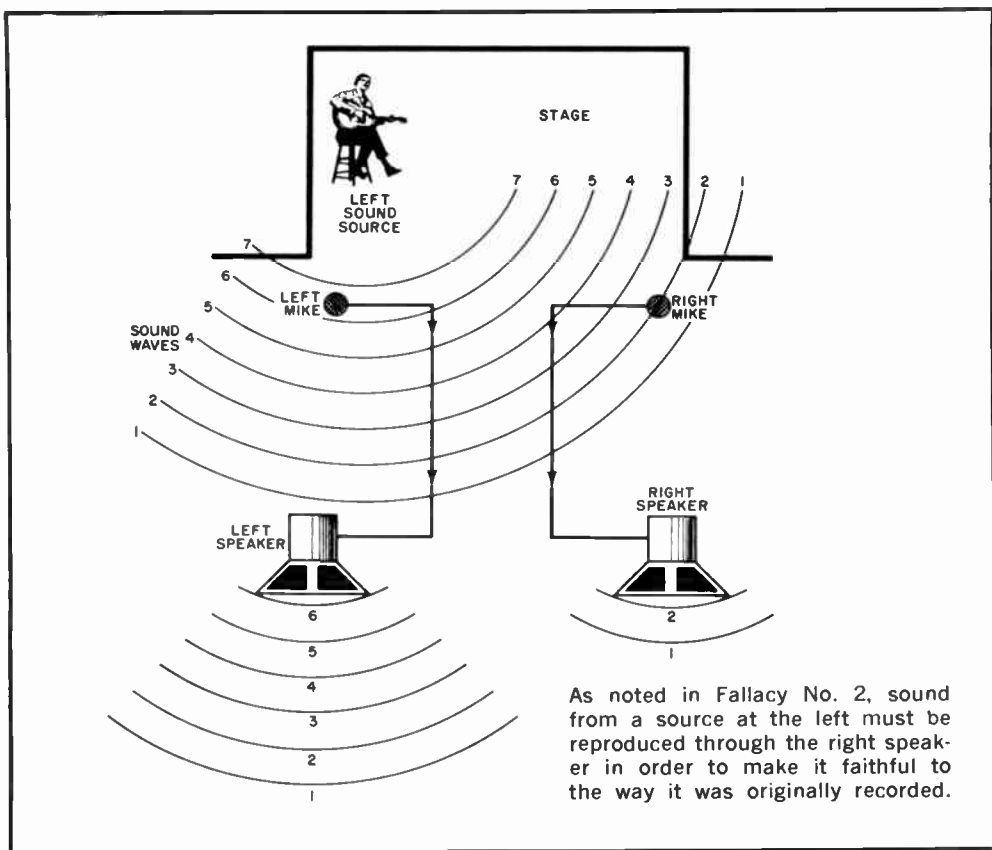 STAGE
LEFT
SOUND
SOURCE
7
6
5
4
3
2
1
7
6
5
4
3
2
1
LEFT
MIKE
RIGHT
MIKE
SOUND
WAVES
LEFT
SPEAKER
RIGHT
SPEAKER
6
5
4
3
2
1
2
1
As noted in Fallacy No. 2, sound
from a source at the left must be
reproduced through the right speak-
er in order to make it faithful to
the way it was originally recorded.